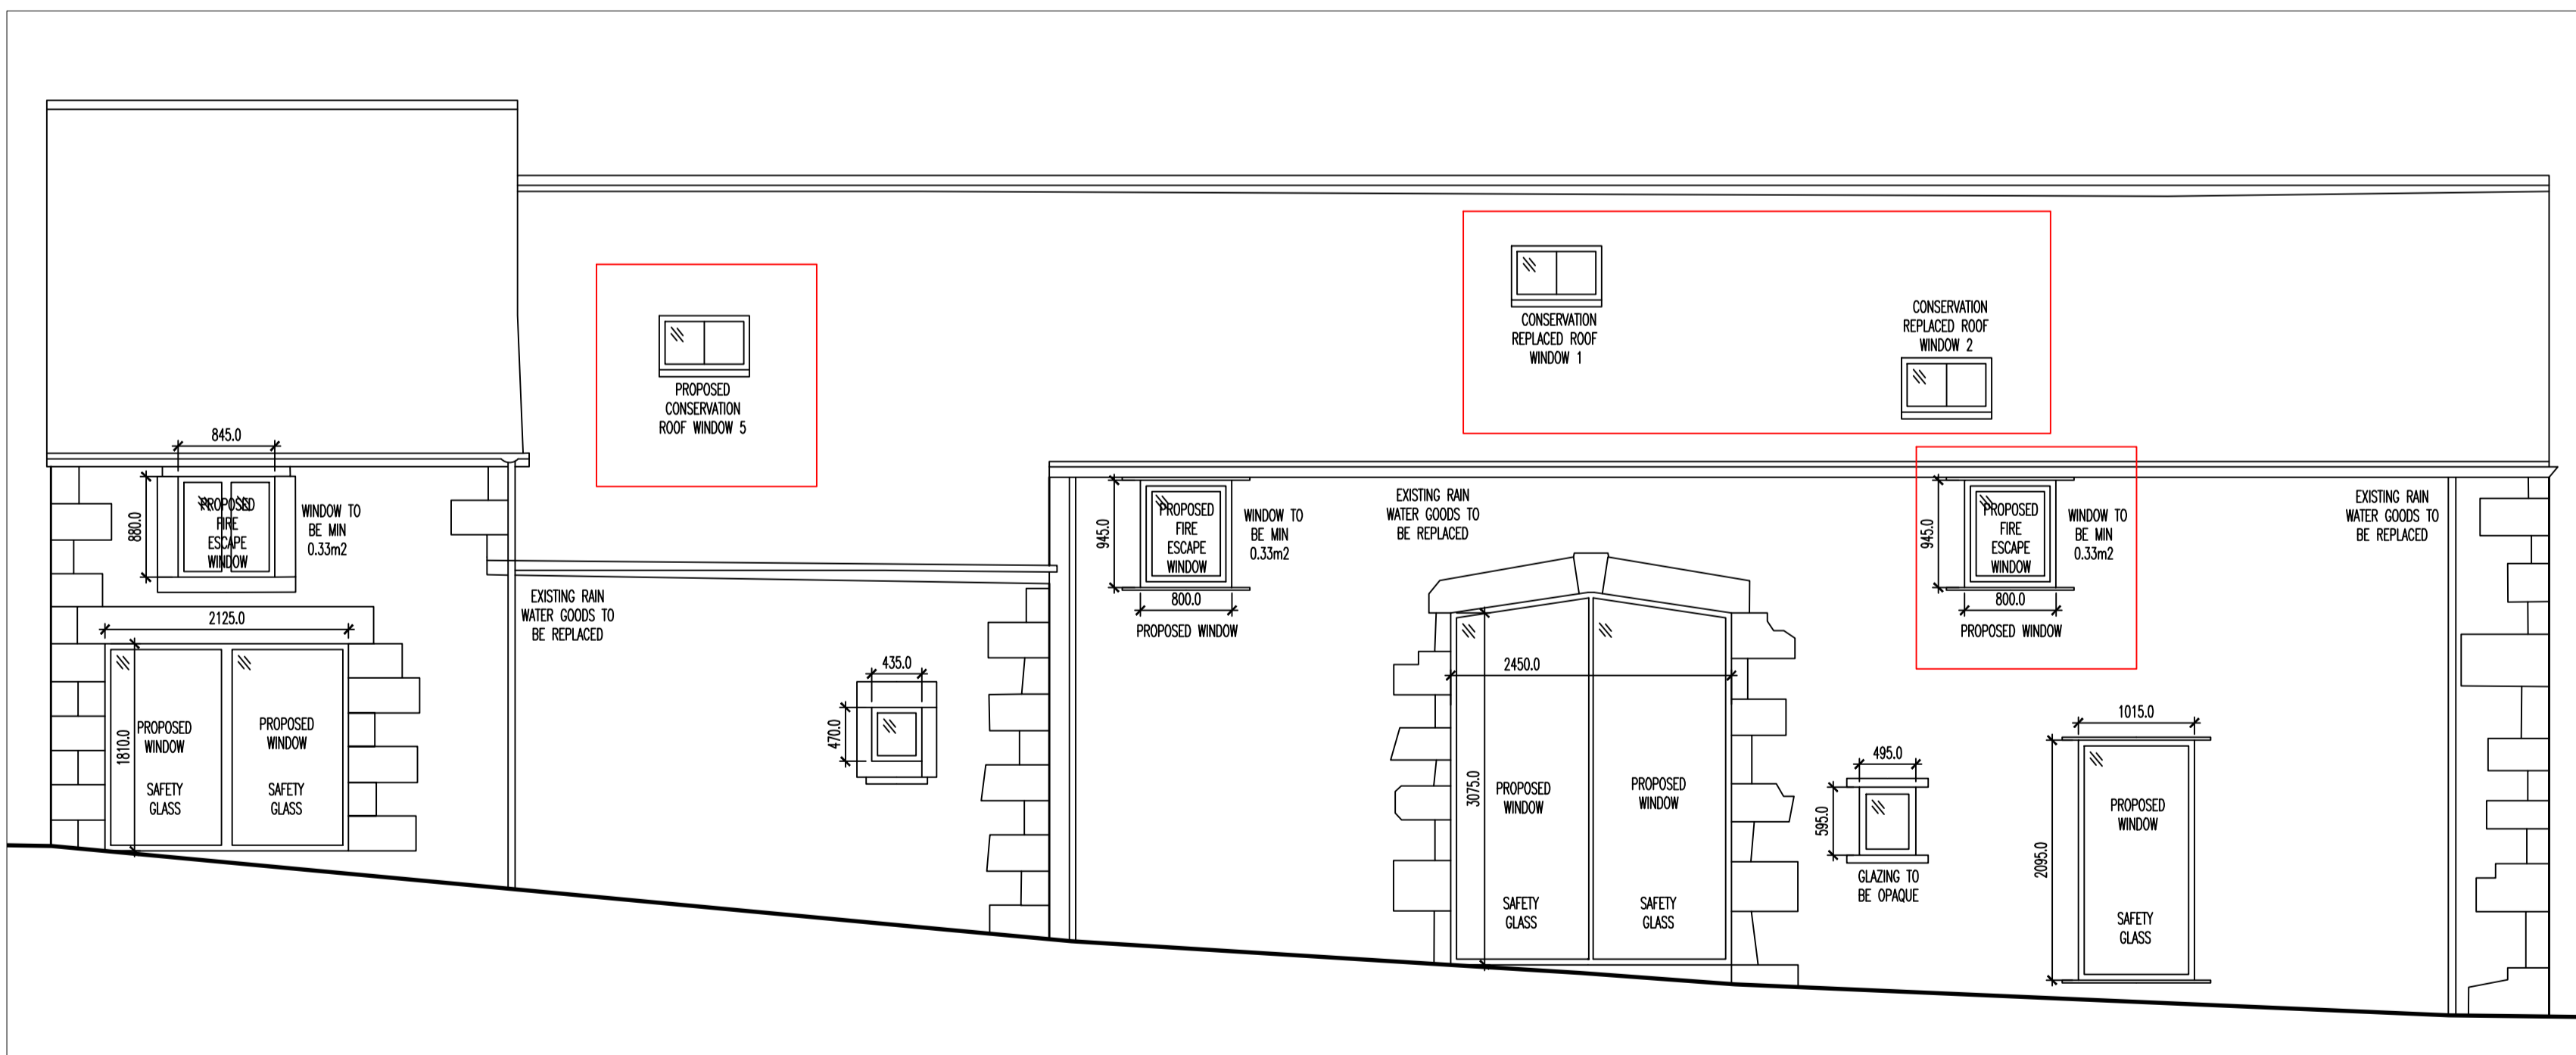 CONSERVATION
REPLACED ROOF
WINDOW 1
CONSERVATION
REPLACED ROOF
WINDOW 2
PROPOSED
CONSERVATION
ROOF WINDOW 5
845.0
880.0
PROPOSED
FIRE
ESCAPE
WINDOW
WINDOW TO
BE MIN
0.33m2
2125.0
1810.0
PROPOSED
WINDOW
SAFETY
GLASS
PROPOSED
WINDOW
SAFETY
GLASS
EXISTING RAIN
WATER GOODS TO
BE REPLACED
435.0
470.0
945.0
PROPOSED
FIRE
ESCAPE
WINDOW
WINDOW TO
BE MIN
0.33m2
800.0
PROPOSED WINDOW
EXISTING RAIN
WATER GOODS TO
BE REPLACED
2450.0
3075.0
PROPOSED
WINDOW
SAFETY
GLASS
PROPOSED
WINDOW
SAFETY
GLASS
945.0
PROPOSED
FIRE
ESCAPE
WINDOW
WINDOW TO
BE MIN
0.33m2
800.0
PROPOSED WINDOW
495.0
595.0
GLAZING TO
BE OPAQUE
1015.0
2095.0
PROPOSED
WINDOW
SAFETY
GLASS
EXISTING RAIN
WATER GOODS TO
BE REPLACED